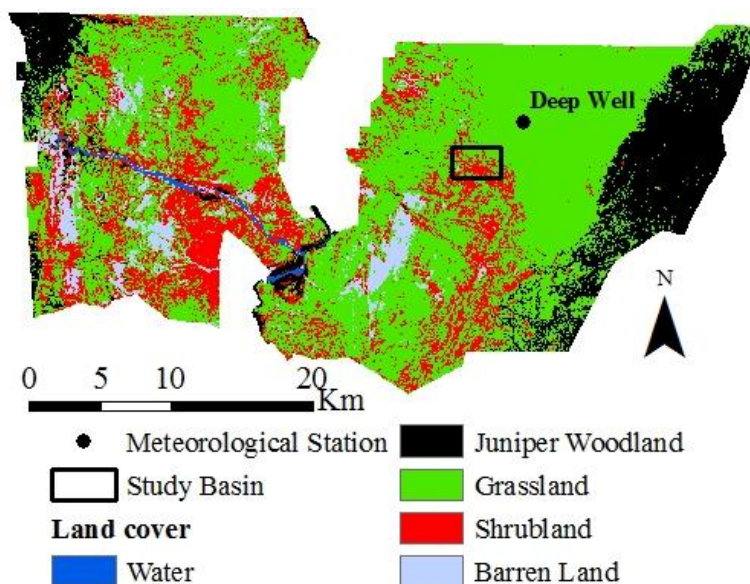 Deep Well
N
0 5 10 20
Km
Meteorological Station
Study Basin
Land cover
Water
Juniper Woodland
Grassland
Shrubland
Barren Land